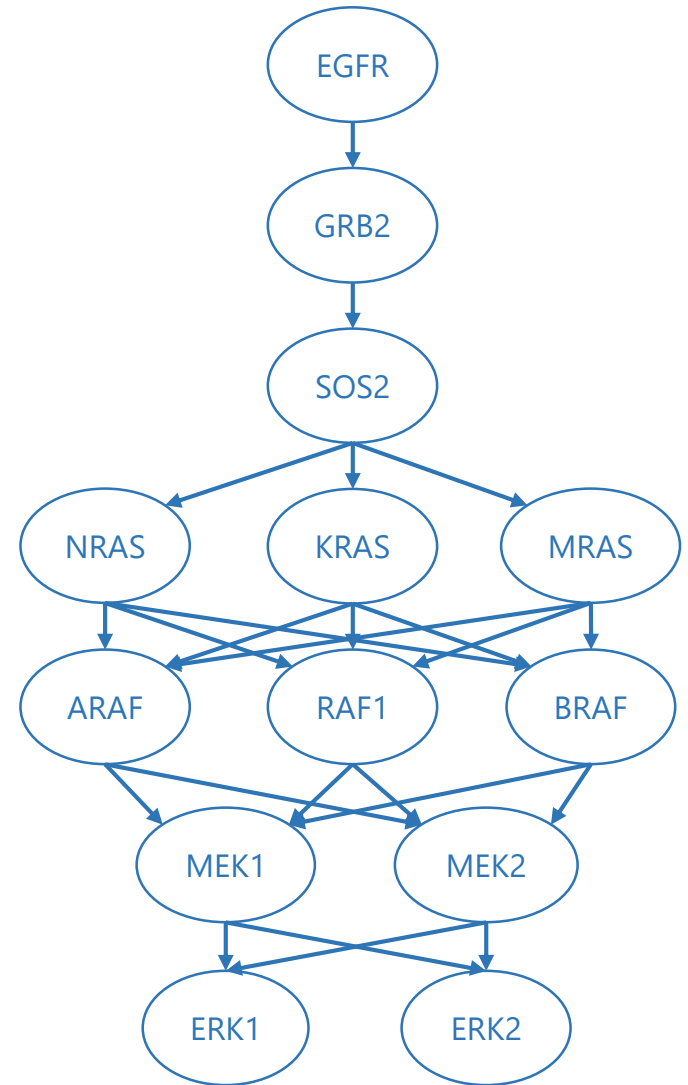 EGFR
GRB2
SOS2
NRAS KRAS MRAS
ARAF RAF1 BRAF
MEK1 MEK2
ERK1 ERK2